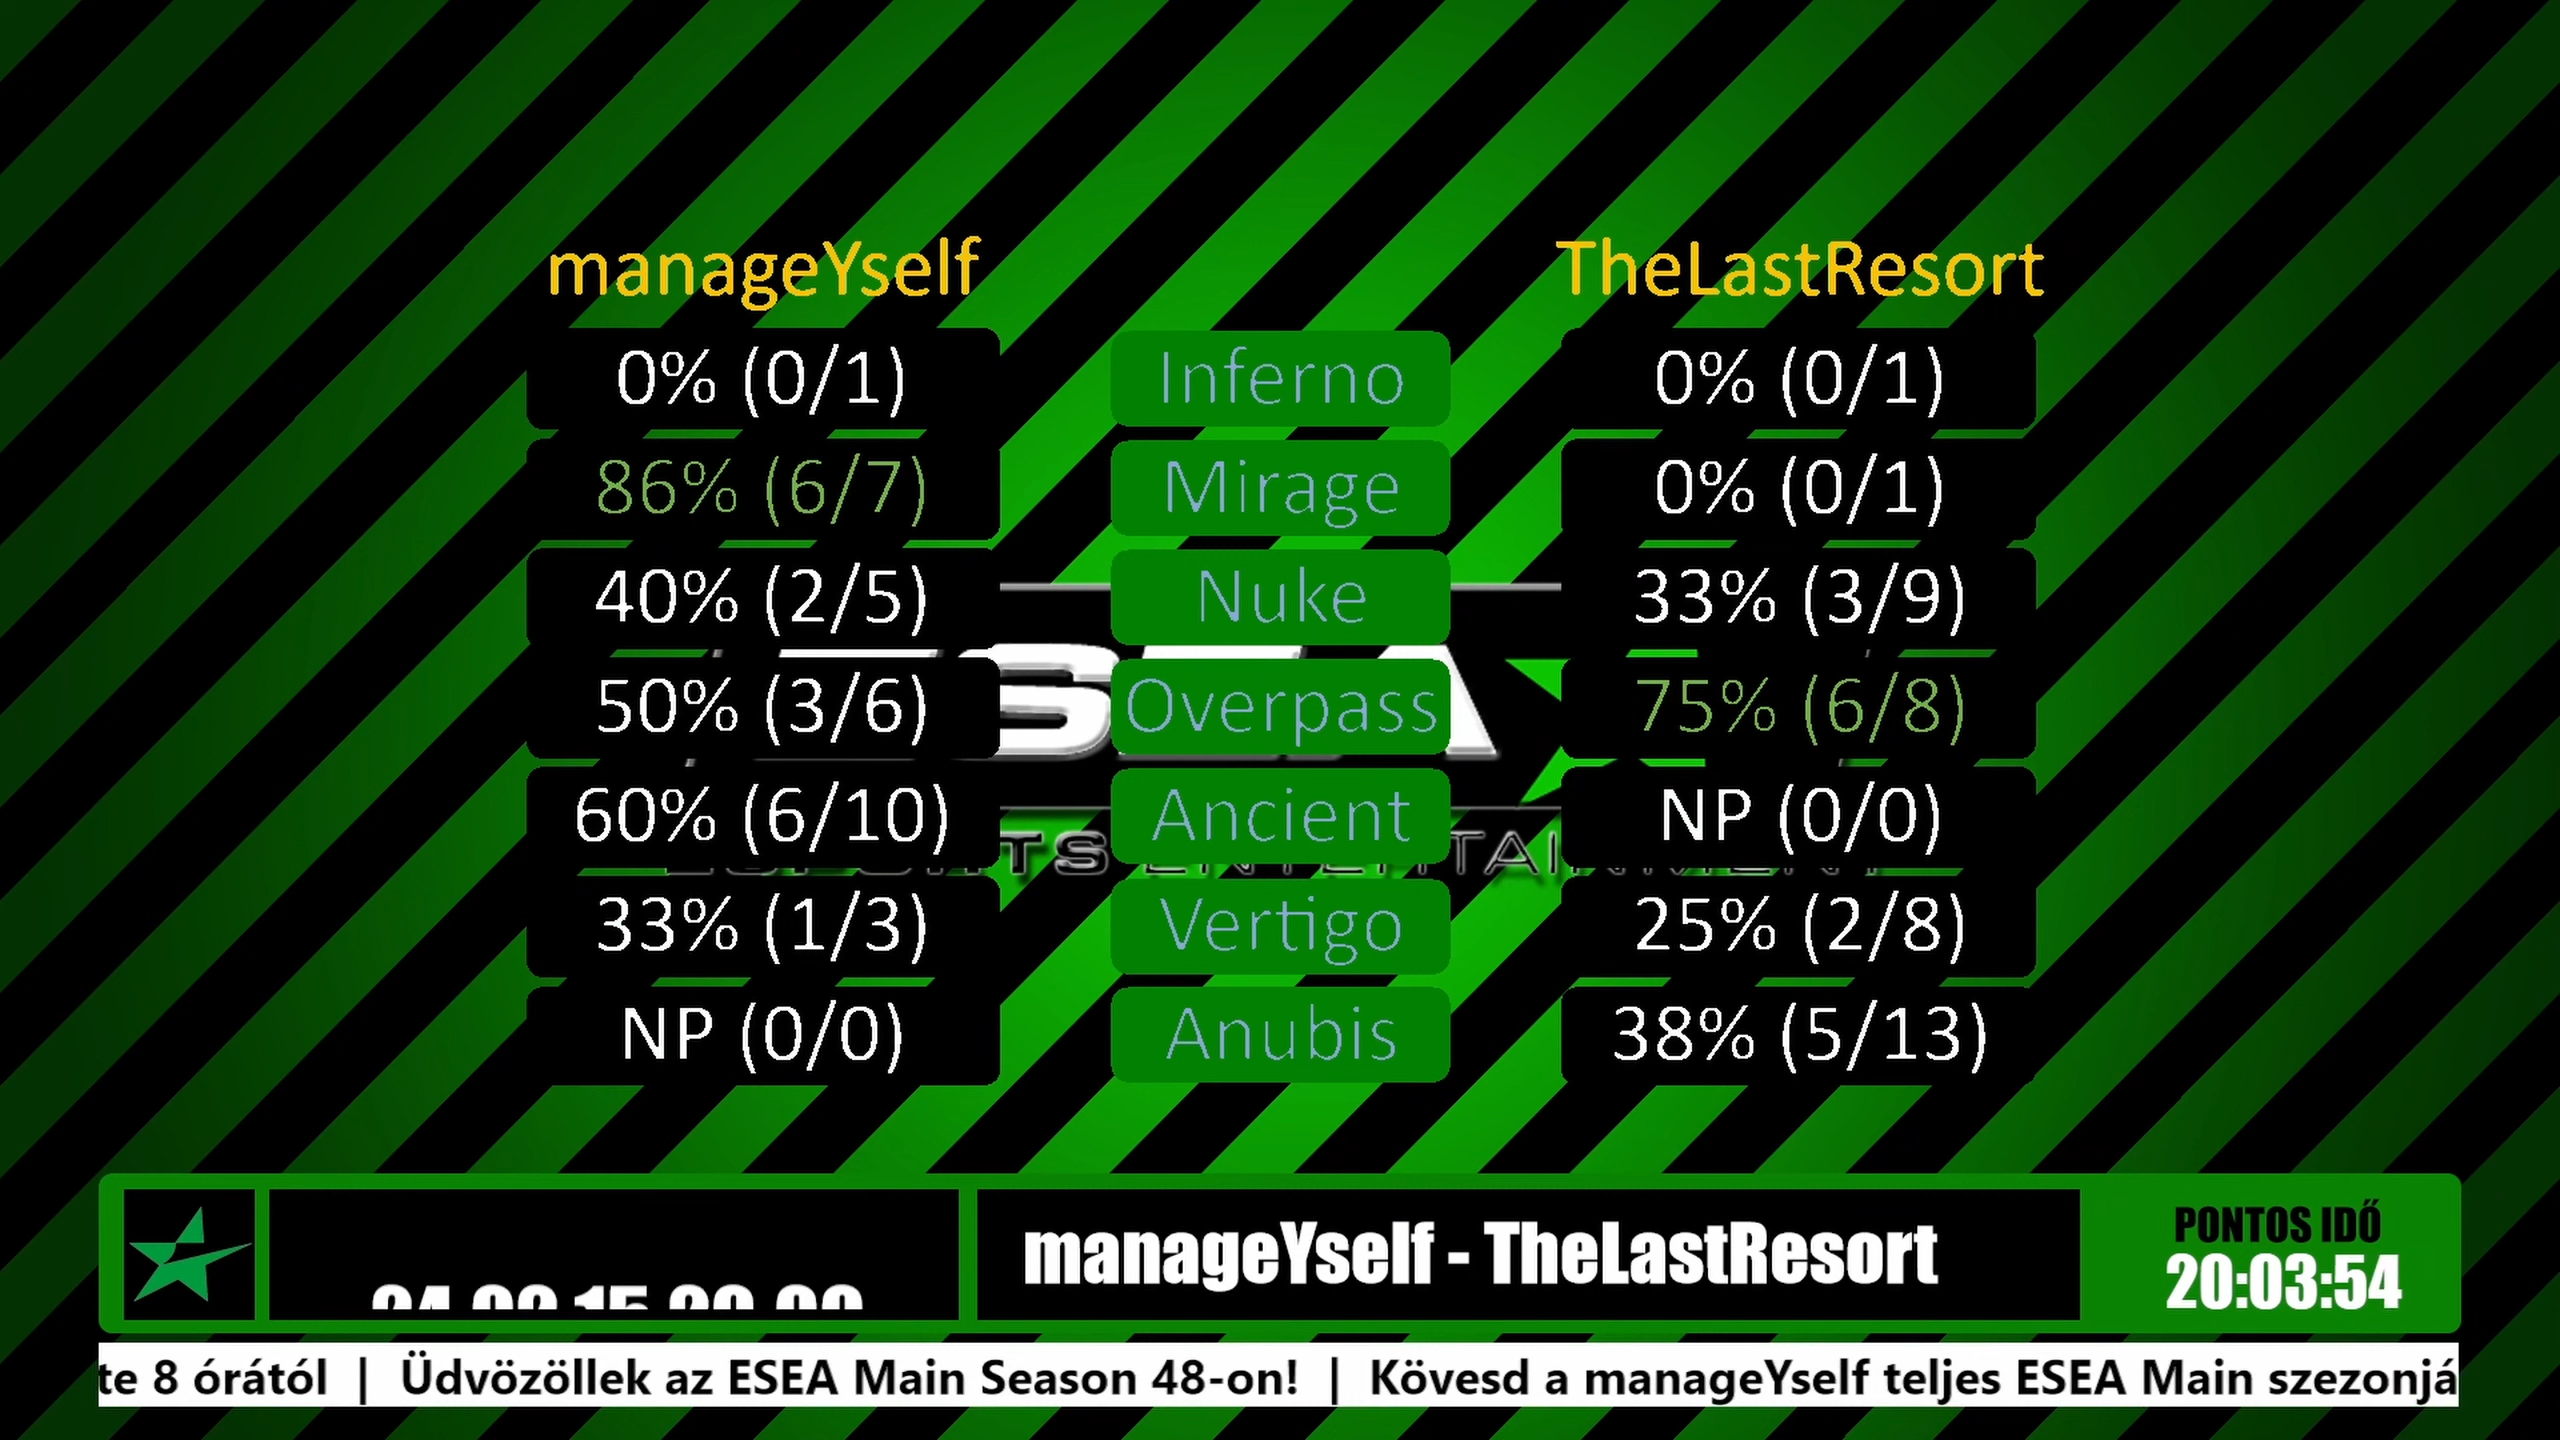 manageYself TheLastResort
0% (0/1) Inferno 0% (0/1)
86% (6/7) Mirage 0% (0/1)
40% (2/5) Nuke 33% (3/9)
50% (3/6) Overpass 75% (6/8)
60% (6/10) Ancient NP (0/0)
33% (1/3) Vertigo 25% (2/8)
NP (0/0) Anubis 38% (5/13)
manageYself - TheLastResort
PONTOS IDŐ
20:03:54
te 8 órától | Üdvözöllek az ESEA Main Season 48-on! | Kövesd a manageYself teljes ESEA Main szezonjá